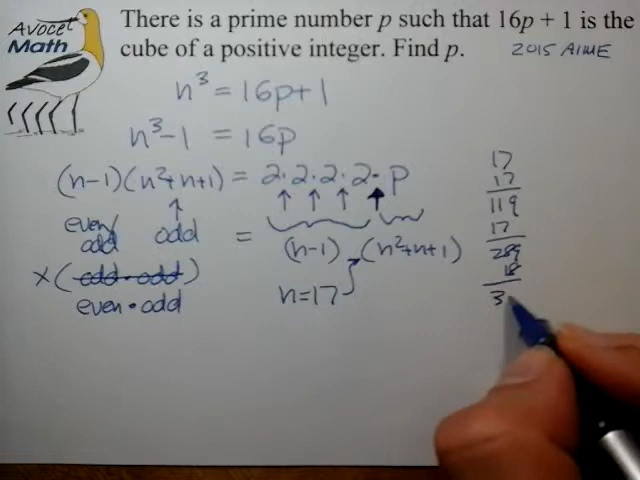 AVOCET
Math
There is a prime number p such that 16p + 1 is the
cube of a positive integer. Find p. 2015 AIME
n³ = 16p+1
n³-1 = 16p
(n-1)(n²+n+1) = 2·2·2·2·p
even/
odd odd = (n-1) · (n²+n+1)
×(odd·odd) n=17
even·odd
17
17
119
17
289
18
3